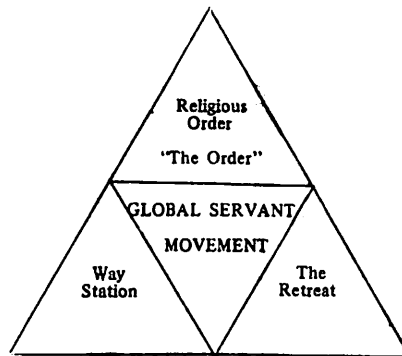 Religious
Order
"The Order"
GLOBAL SERVANT
MOVEMENT
Way
Station
The
Retreat